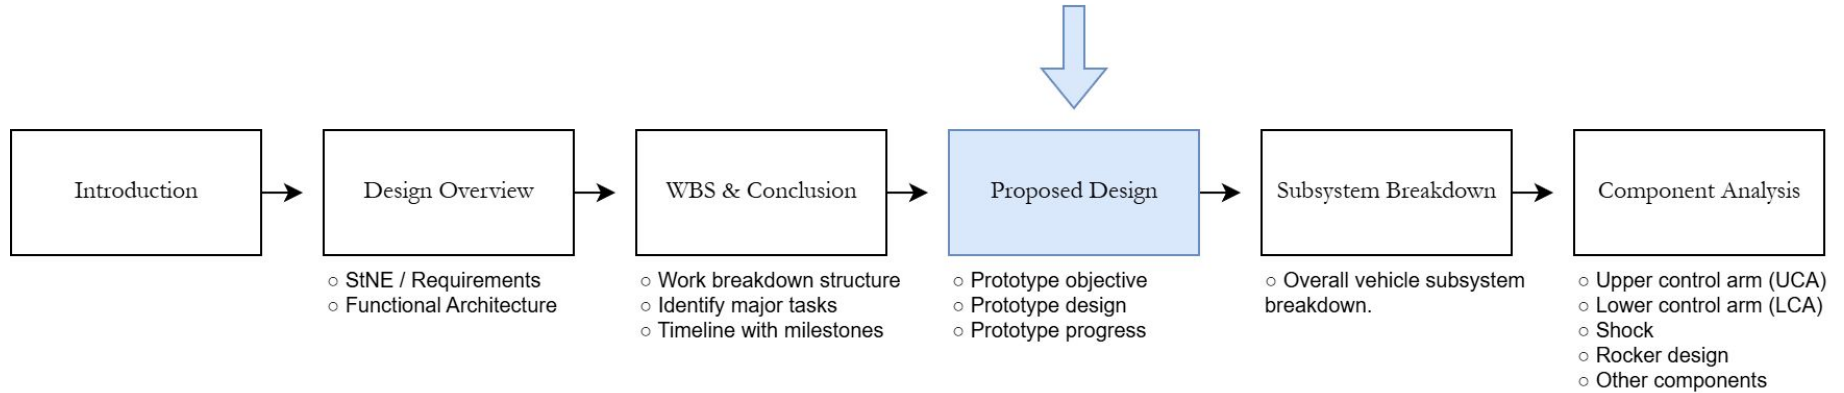 Introduction
Design Overview
○ StNE / Requirements
○ Functional Architecture
WBS & Conclusion
○ Work breakdown structure
○ Identify major tasks
○ Timeline with milestones
Proposed Design
○ Prototype objective
○ Prototype design
○ Prototype progress
Subsystem Breakdown
○ Overall vehicle subsystem
breakdown.
Component Analysis
○ Upper control arm (UCA)
○ Lower control arm (LCA)
○ Shock
○ Rocker design
○ Other components